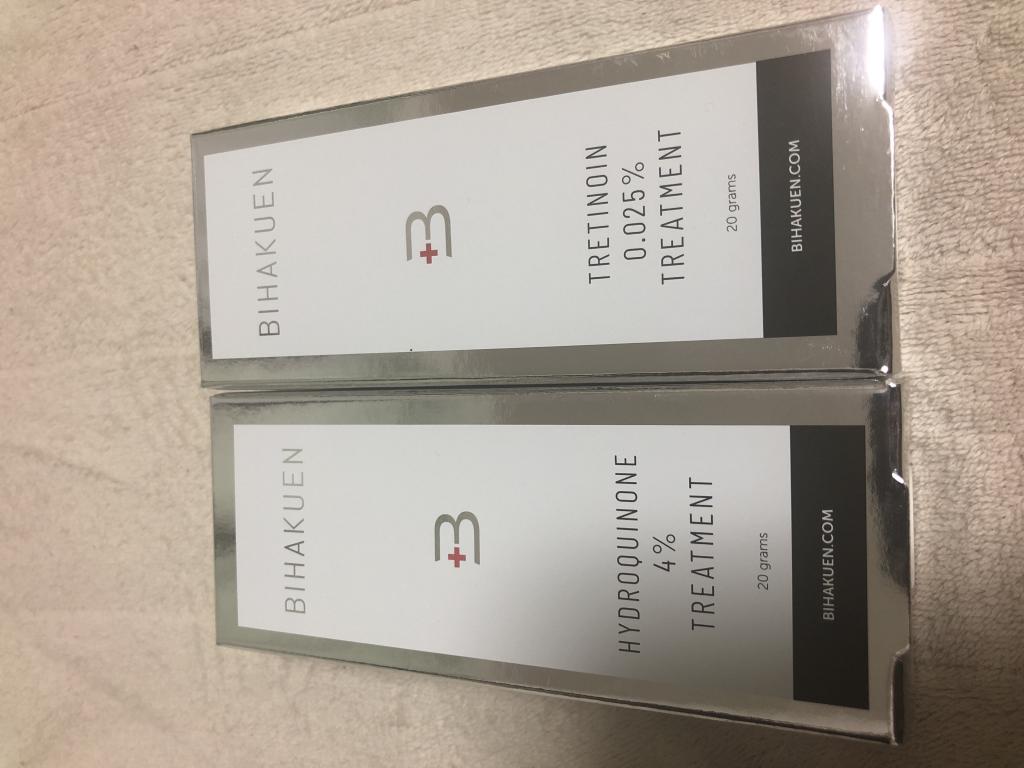 BIHAKUEN
B
TRETINOIN
0.025%
TREATMENT
20 grams
BIHAKUEN.COM
BIHAKUEN
B
HYDROQUINONE
4%
TREATMENT
20 grams
BIHAKUEN.COM